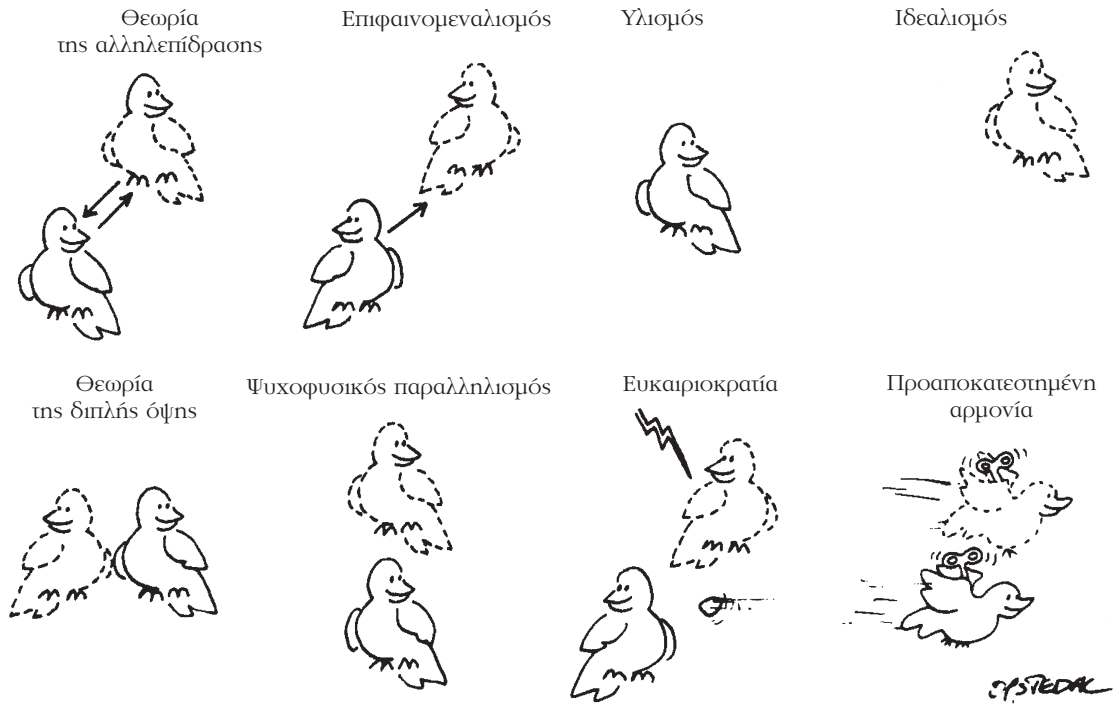 Θεωρία
της αλληλεπίδρασης
Επιφαινομεναλισμός
Υλισμός
Ιδεαλισμός
Θεωρία
της διπλής όψης
Ψυχοφυσικός παραλληλισμός
Ευκαιριοκρατία
Προαποκατεστημένη
αρμονία